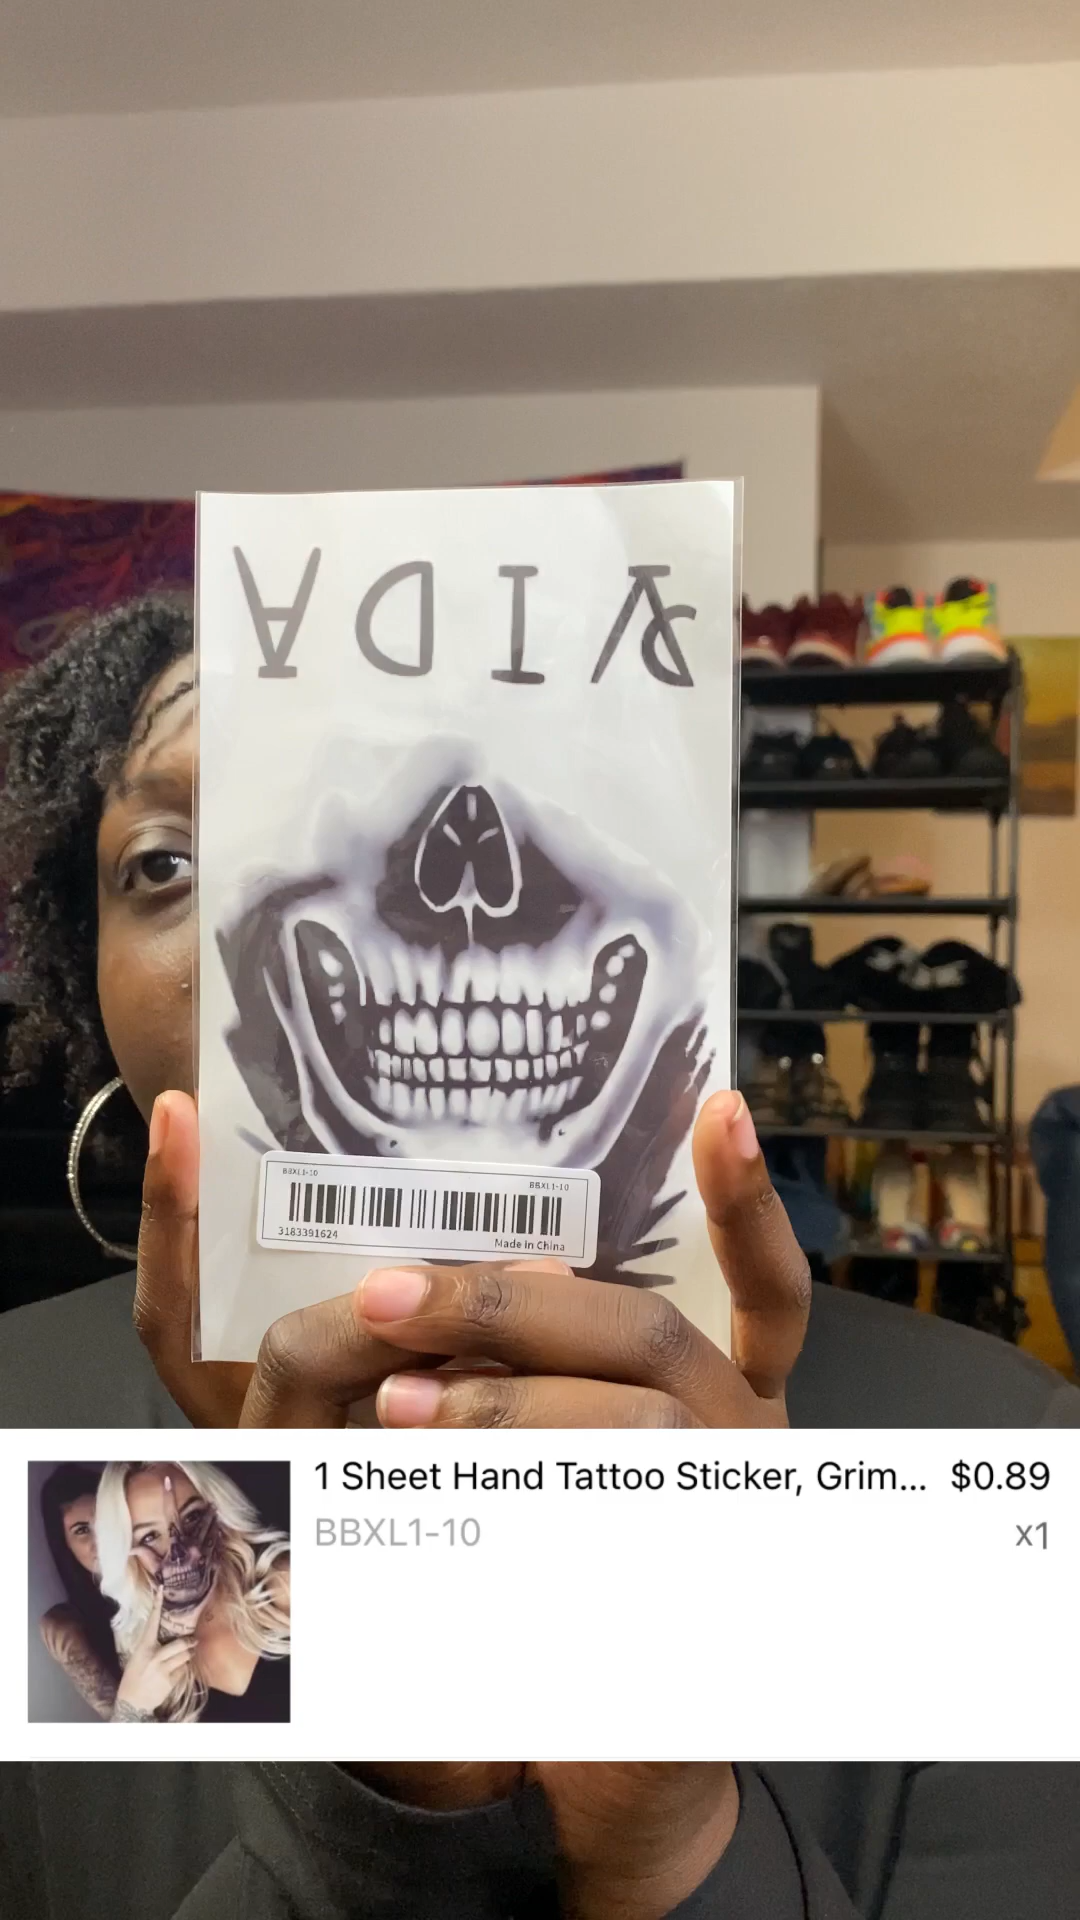 VIDA
BBXL1-10 BBXL1-10
3183391624 Made In China
1 Sheet Hand Tattoo Sticker, Grim... $0.89
BBXL1-10 x1